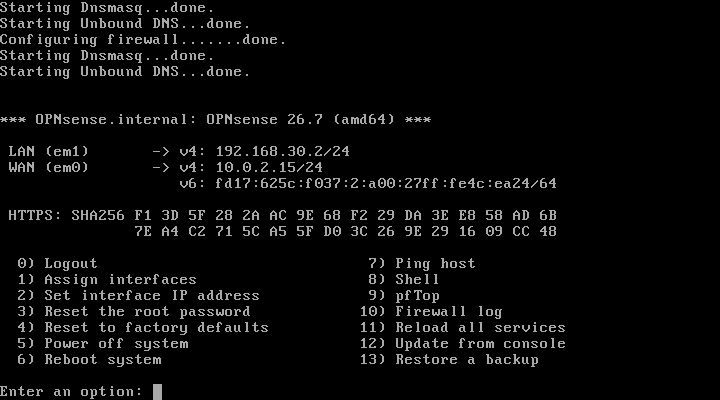 Starting Dnsmasq...done.
Starting Unbound DNS...done.
Configuring firewall.......done.
Starting Dnsmasq...done.
Starting Unbound DNS...done.
*** OPNsense.internal: OPNsense 26.7 (amd64) ***
LAN (em1) -> v4: 192.168.30.2/24
WAN (em0) -> v4: 10.0.2.15/24
v6: fd17:625c:f037:2:a00:27ff:fe4c:ea24/64
HTTPS: SHA256 F1 3D 5F 28 2A AC 9E 68 F2 29 DA 3E E8 58 AD 6B
7E A4 C2 71 5C A5 5F D0 3C 26 9E 29 16 09 CC 48
0) Logout 7) Ping host
1) Assign interfaces 8) Shell
2) Set interface IP address 9) pfTop
3) Reset the root password 10) Firewall log
4) Reset to factory defaults 11) Reload all services
5) Power off system 12) Update from console
6) Reboot system 13) Restore a backup
Enter an option: